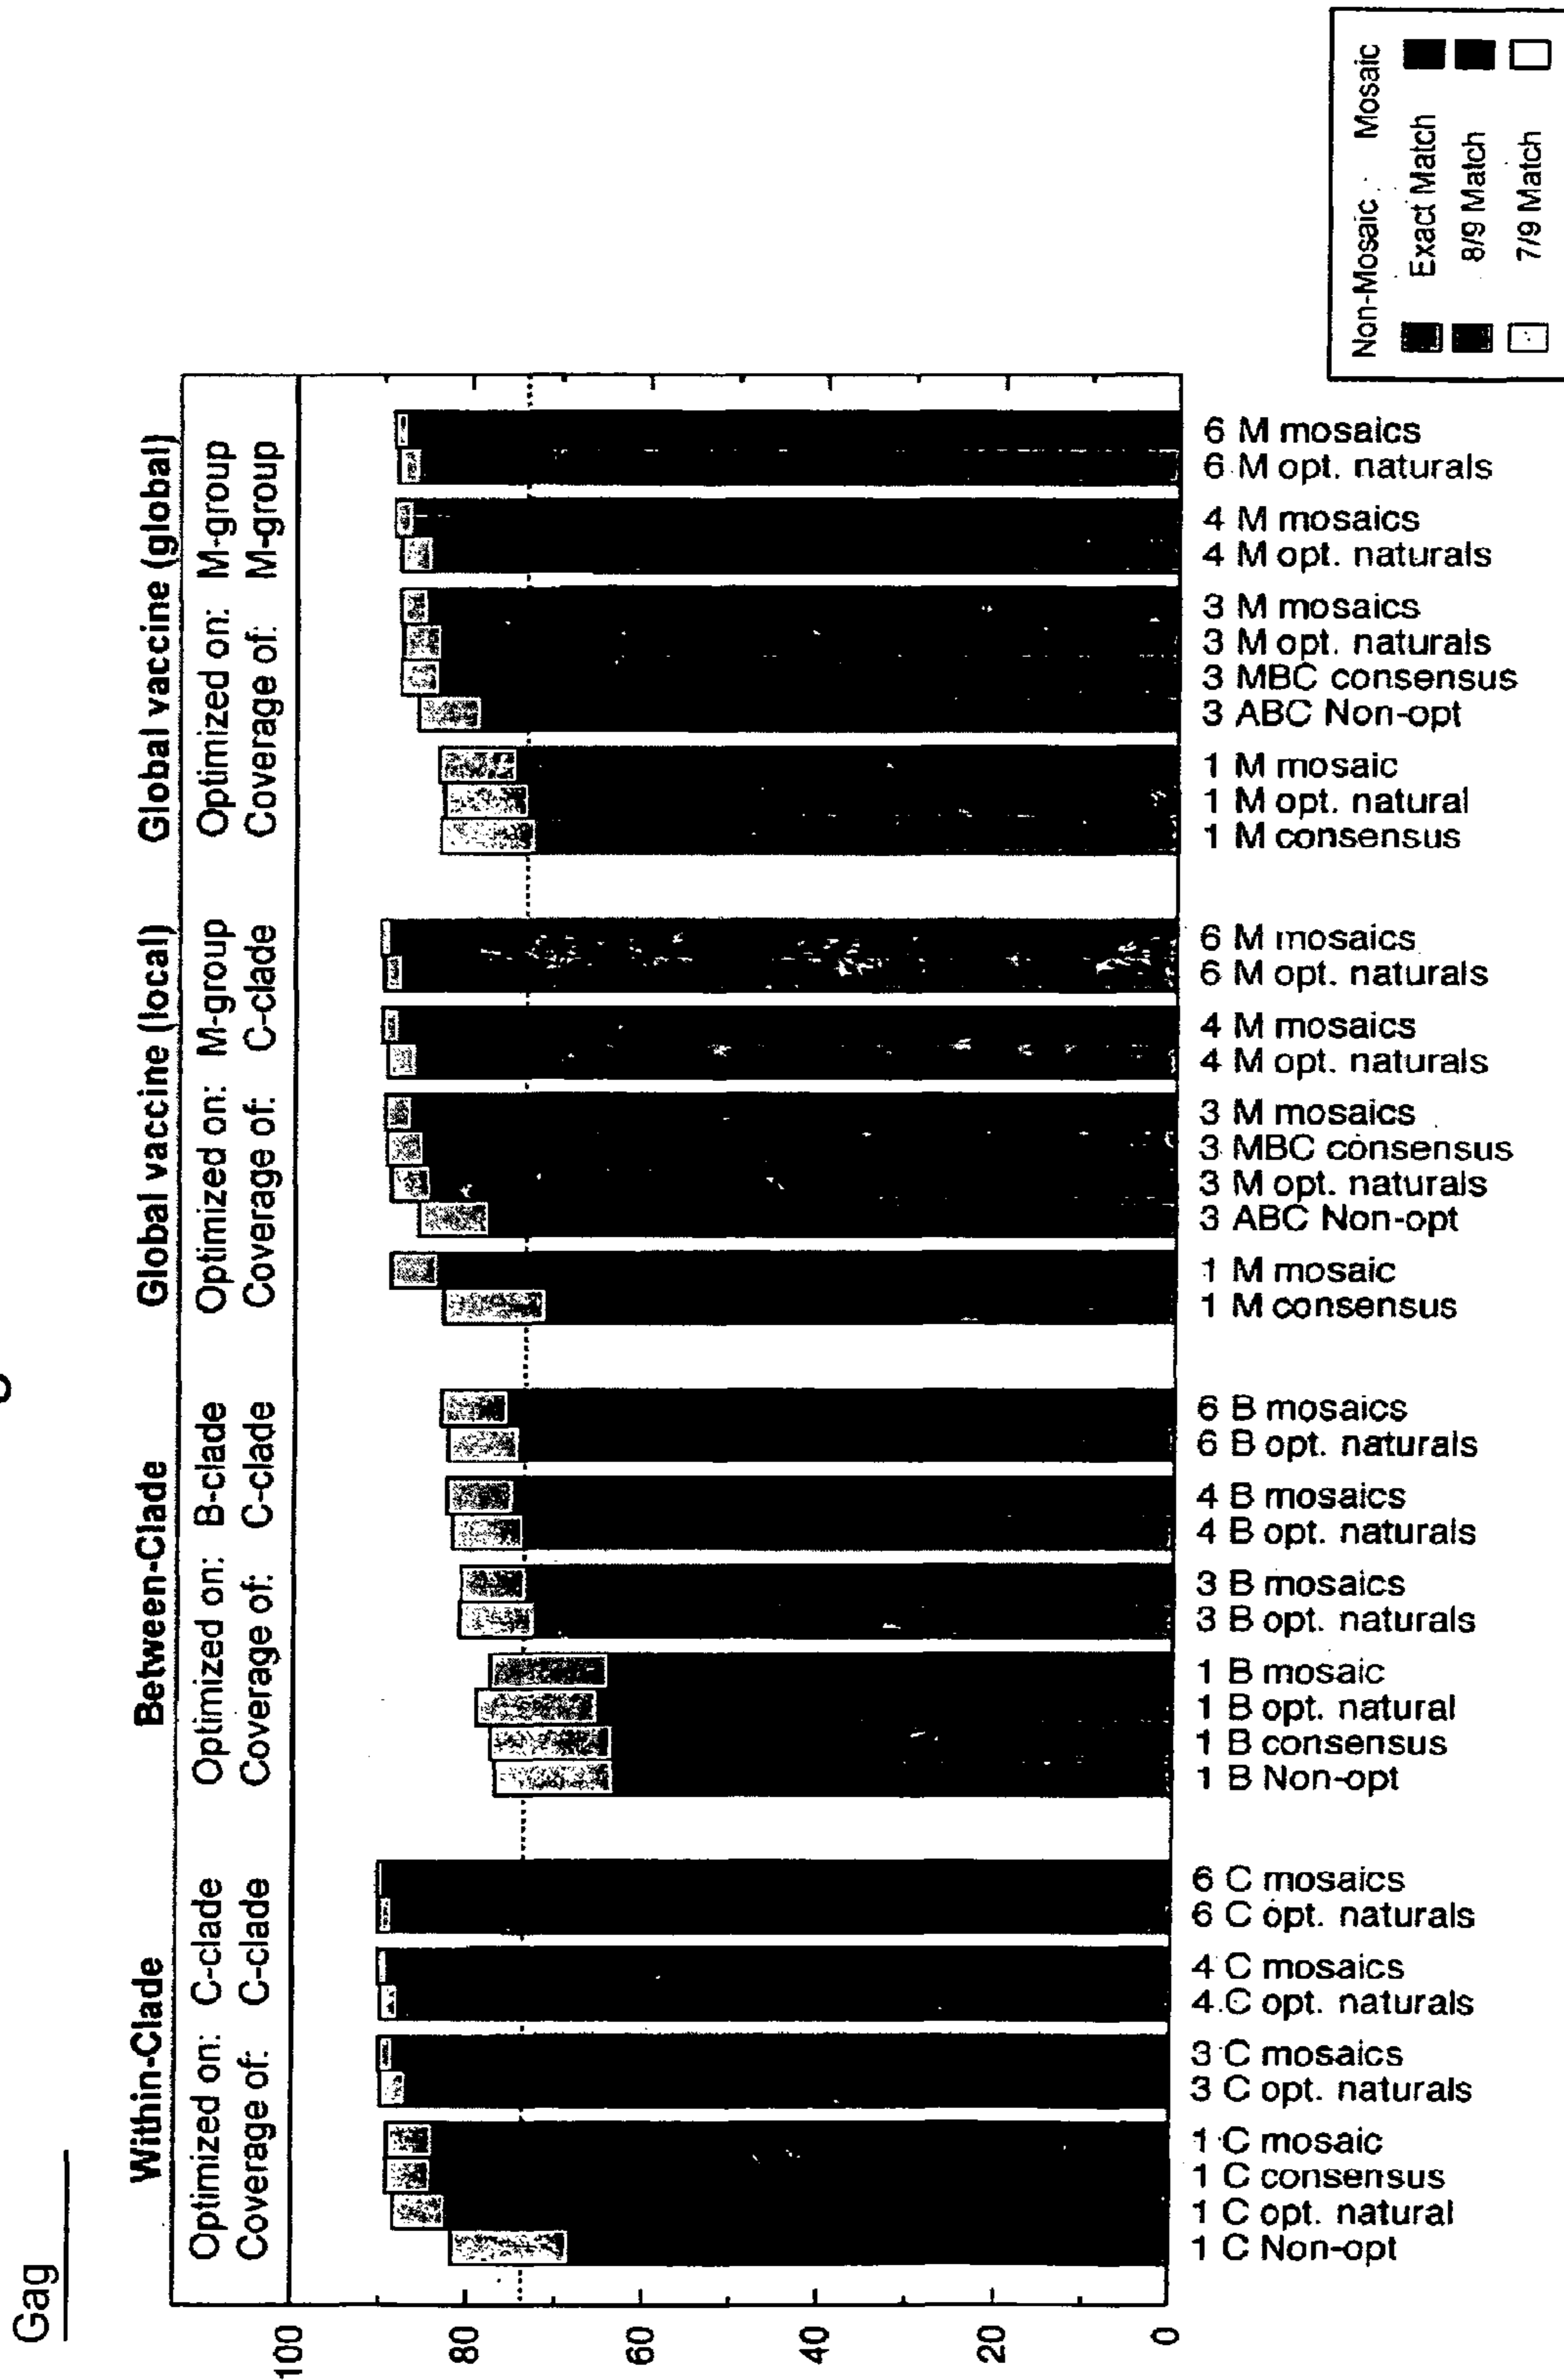 Gag
Within-Clade
Optimized on: C-clade
Coverage of: C-clade
Between-Clade
Optimized on: B-clade
Coverage of: C-clade
Global vaccine (local)
Optimized on: M-group
Coverage of: C-clade
Global vaccine (global)
Optimized on: M-group
Coverage of: M-group
100
80
60
40
20
0
1 C Non-opt
1 C opt. natural
1 C consensus
1 C mosaic
3 C opt. naturals
3 C mosaics
4 C opt. naturals
4 C mosaics
6 C opt. naturals
6 C mosaics
1 B Non-opt
1 B consensus
1 B opt. natural
1 B mosaic
3 B opt. naturals
3 B mosaics
4 B opt. naturals
4 B mosaics
6 B opt. naturals
6 B mosaics
1 M consensus
1 M mosaic
3 ABC Non-opt
3 M opt. naturals
3 MBC consensus
3 M mosaics
4 M opt. naturals
4 M mosaics
6 M opt. naturals
6 M mosaics
1 M consensus
1 M opt. natural
1 M mosaic
3 ABC Non-opt
3 MBC consensus
3 M opt. naturals
3 M mosaics
4 M opt. naturals
4 M mosaics
6 M opt. naturals
6 M mosaics
Non-Mosaic Mosaic
Exact Match
8/9 Match
7/9 Match